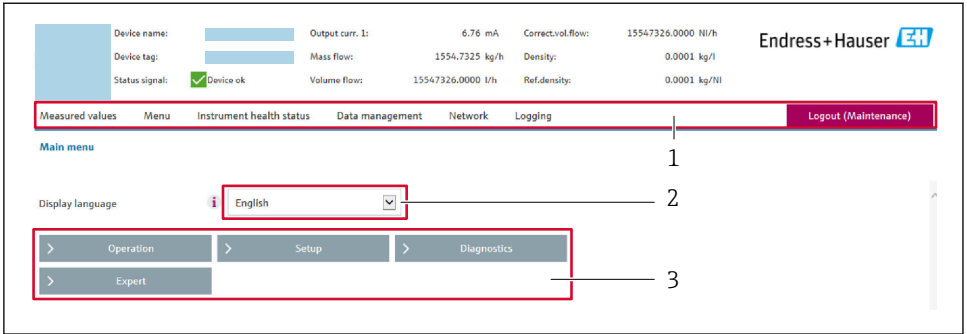 Device name: Output curr. 1: 6.76 mA Correct.vol.flow: 15547326.0000 Nl/h
Endress+Hauser EH
Device tag: Mass flow: 1554.7325 kg/h Density: 0.0001 kg/l
Status signal: Device ok Volume flow: 15547326.0000 l/h Ref.density: 0.0001 kg/Nl
Measured values Menu Instrument health status Data management Network Logging Logout (Maintenance)
1
Main menu
Display language i English 2
> Operation > Setup > Diagnostics
> Expert 3